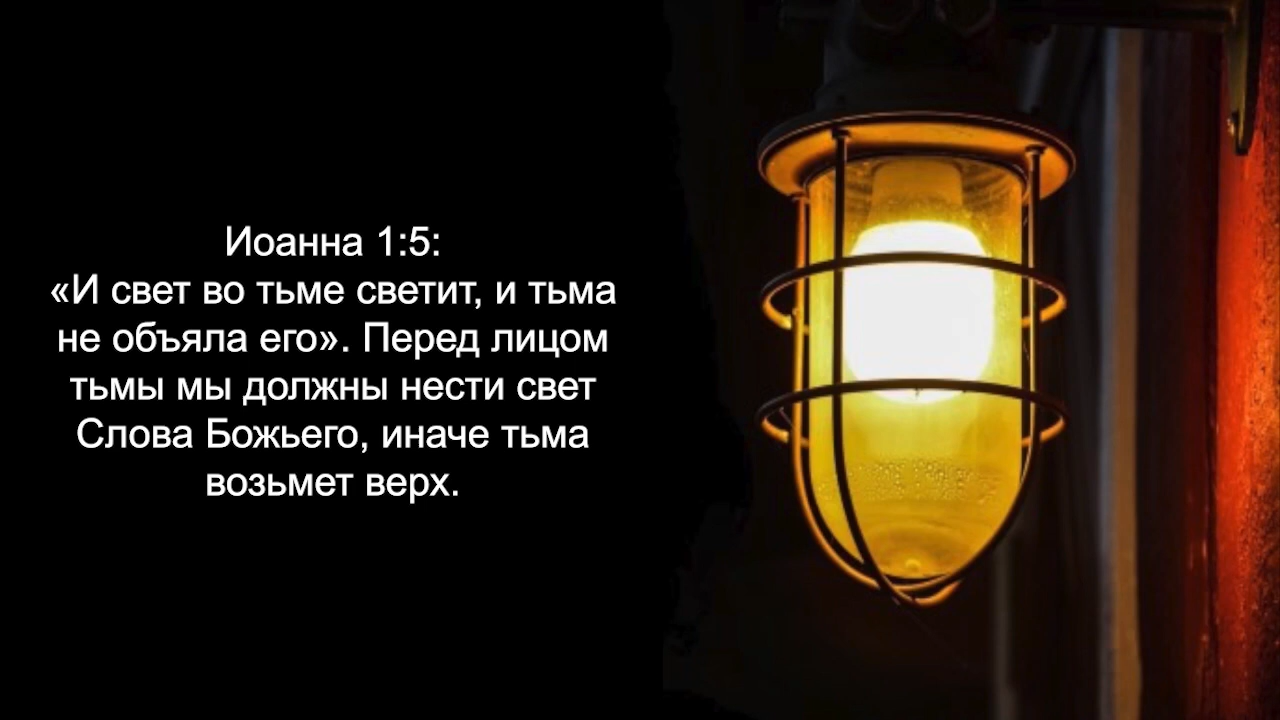 Иоанна 1:5:
«И свет во тьме светит, и тьма
не объяла его». Перед лицом
тьмы мы должны нести свет
Слова Божьего, иначе тьма
возьмет верх.